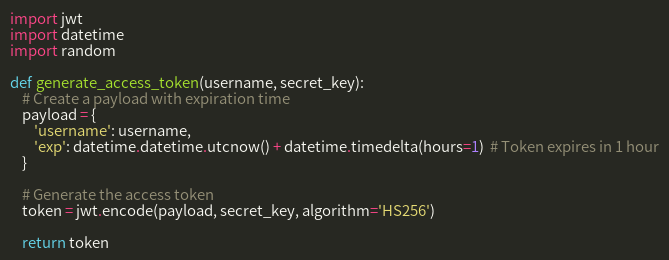 import jwt
import datetime
import random

def generate_access_token(username, secret_key):
    # Create a payload with expiration time
    payload = {
        'username': username,
        'exp': datetime.datetime.utcnow() + datetime.timedelta(hours=1)  # Token expires in 1 hour
    }

    # Generate the access token
    token = jwt.encode(payload, secret_key, algorithm='HS256')

    return token